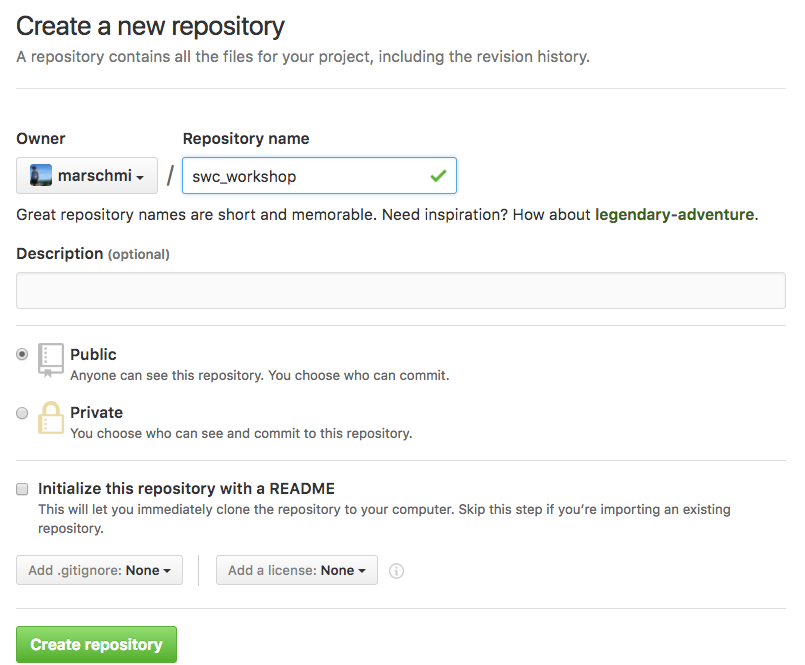 Create a new repository
A repository contains all the files for your project, including the revision history.
Owner
Repository name
marschmi
/
swc_workshop
Great repository names are short and memorable. Need inspiration? How about legendary-adventure.
Description (optional)
Public
Anyone can see this repository. You choose who can commit.
Private
You choose who can see and commit to this repository.
Initialize this repository with a README
This will let you immediately clone the repository to your computer. Skip this step if you’re importing an existing
repository.
Add .gitignore: None
Add a license: None
Create repository